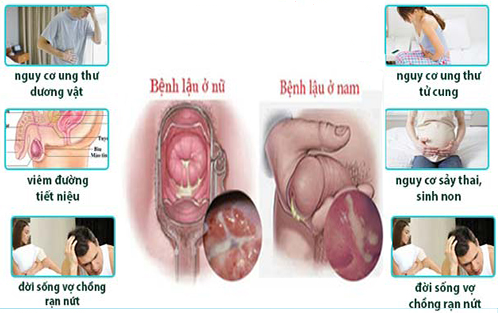 nguy cơ ung thư
dương vật
Bệnh lậu ở nữ
Bệnh lậu ở nam
nguy cơ ung thư
tử cung
viêm đường
tiết niệu
nguy cơ sảy thai,
sinh non
đời sống vợ chồng
rạn nứt
đời sống vợ
chồng rạn nứt